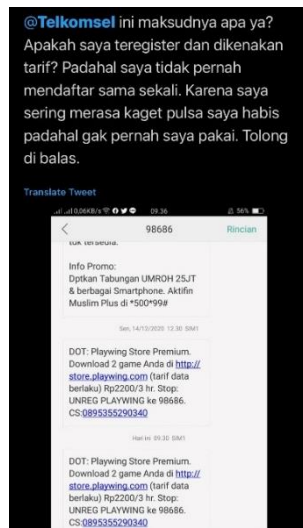 @Telkomsel ini maksudnya apa ya?
Apakah saya teregister dan dikenakan
tarif? Padahal saya tidak pernah
mendaftar sama sekali. Karena saya
sering merasa kaget pulsa saya habis
padahal gak pernah saya pakai. Tolong
di balas.
Translate Tweet
0,06KB/s 09.36 56%
98686 Rincian
tuk tersedia.
Info Promo:
Dptkan Tabungan UMROH 25JT
& berbagai Smartphone. Aktifin
Muslim Plus di *500*99#
Sen, 14/12/2020 12.30 SIM1
DOT: Playwing Store Premium.
Download 2 game Anda di http://
store.playwing.com (tarif data
berlaku) Rp2200/3 hr. Stop:
UNREG PLAYWING ke 98686.
CS:0895355290340
Hari ini 09.30 SIM1
DOT: Playwing Store Premium.
Download 2 game Anda di http://
store.playwing.com (tarif data
berlaku) Rp2200/3 hr. Stop:
UNREG PLAYWING ke 98686.
CS:0895355290340